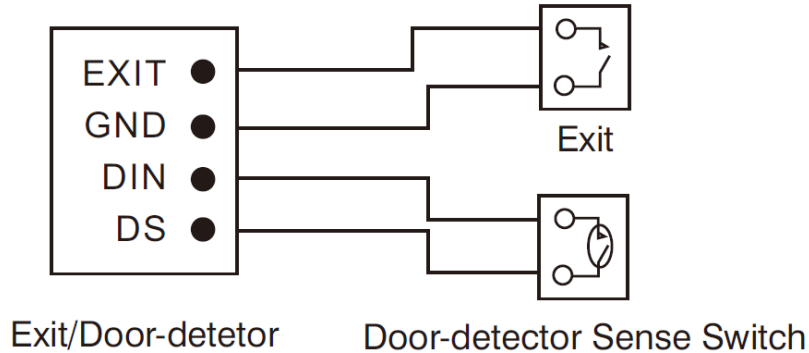 EXIT
GND
DIN
DS
Exit
Exit/Door-detetor
Door-detector Sense Switch